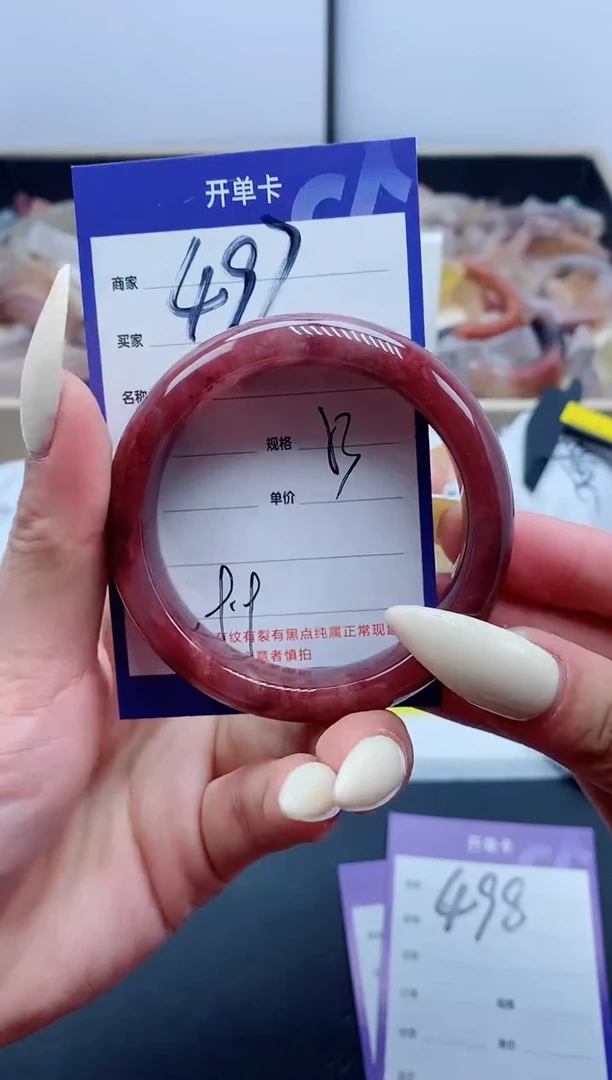 开单卡
商家 497
买家
名称
规格
单价
有纹有裂有黑点纯属正常现
意者慎拍
开单卡
498